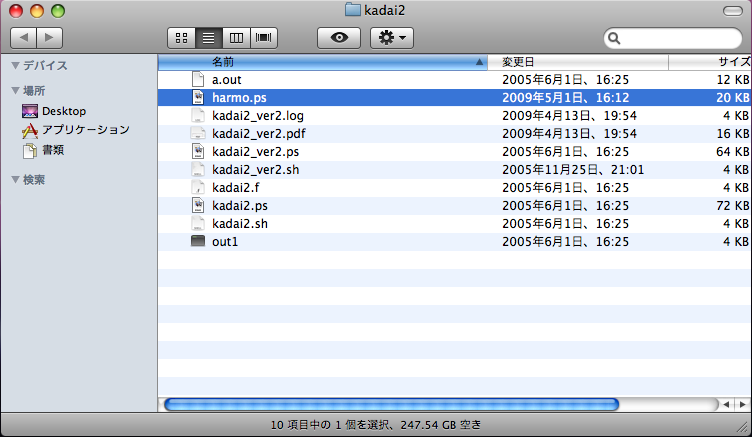 kadai2
名前 変更日 サイズ
デバイス
場所
Desktop
アプリケーション
書類
検索
a.out 2005年6月1日、16:25 12 KB
harmo.ps 2009年5月1日、16:12 20 KB
kadai2_ver2.log 2009年4月13日、19:54 4 KB
kadai2_ver2.pdf 2009年4月13日、19:54 4 KB
kadai2_ver2.ps 2005年6月1日、16:25 64 KB
kadai2_ver2.sh 2005年11月25日、21:01 4 KB
kadai2.f 2005年6月1日、16:25 4 KB
kadai2.ps 2005年6月1日、16:25 72 KB
kadai2.sh 2005年6月1日、16:25 4 KB
out1 2005年6月1日、16:25 4 KB
10 項目中の 1 個を選択、247.54 GB 空き